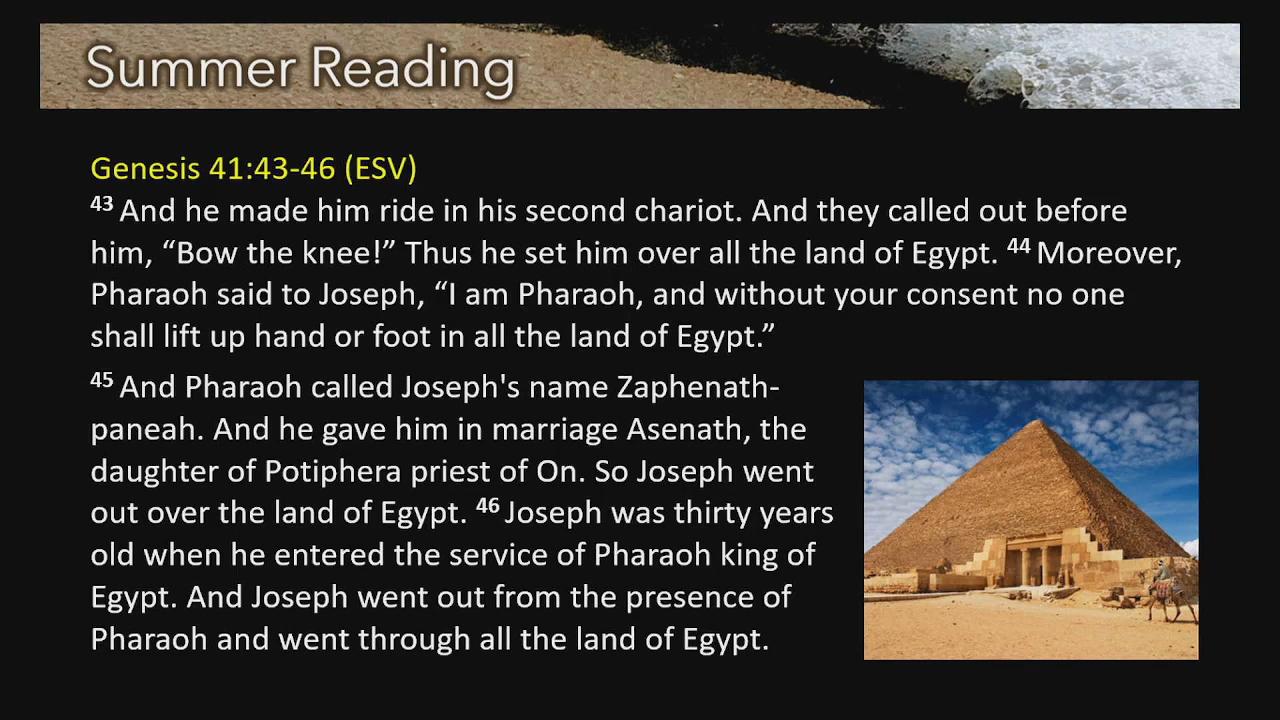 Summer Reading
Genesis 41:43-46 (ESV)
43 And he made him ride in his second chariot. And they called out before
him, “Bow the knee!” Thus he set him over all the land of Egypt. 44 Moreover,
Pharaoh said to Joseph, “I am Pharaoh, and without your consent no one
shall lift up hand or foot in all the land of Egypt.”
45 And Pharaoh called Joseph's name Zaphenath-
paneah. And he gave him in marriage Asenath, the
daughter of Potiphera priest of On. So Joseph went
out over the land of Egypt. 46 Joseph was thirty years
old when he entered the service of Pharaoh king of
Egypt. And Joseph went out from the presence of
Pharaoh and went through all the land of Egypt.